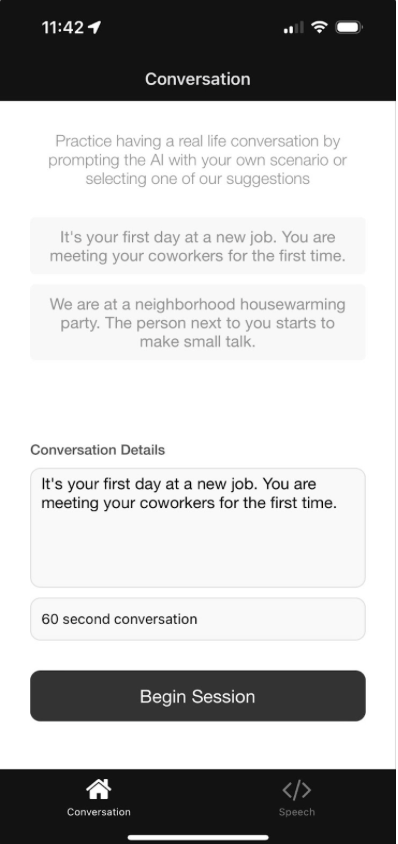 11:42
Conversation
Practice having a real life conversation by
prompting the AI with your own scenario or
selecting one of our suggestions
It's your first day at a new job. You are
meeting your coworkers for the first time.
We are at a neighborhood housewarming
party. The person next to you starts to
make small talk.
Conversation Details
It's your first day at a new job. You are
meeting your coworkers for the first time.
60 second conversation
Begin Session
Conversation
Speech